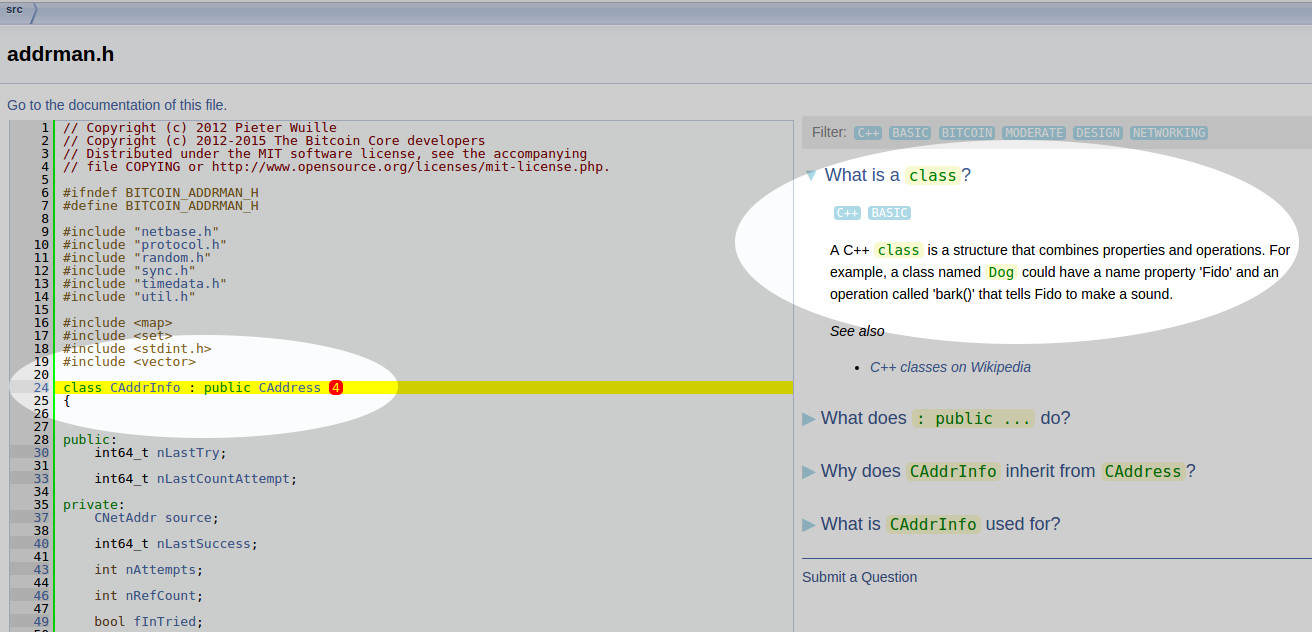 src
addrman.h
Go to the documentation of this file.
1 // Copyright (c) 2012 Pieter Wuille
2 // Copyright (c) 2012-2015 The Bitcoin Core developers
3 // Distributed under the MIT software license, see the accompanying
4 // file COPYING or http://www.opensource.org/licenses/mit-license.php.
5
6 #ifndef BITCOIN_ADDRMAN_H
7 #define BITCOIN_ADDRMAN_H
8
9 #include "netbase.h"
10 #include "protocol.h"
11 #include "random.h"
12 #include "sync.h"
13 #include "timedata.h"
14 #include "util.h"
15
16 #include <map>
17 #include <set>
18 #include <stdint.h>
19 #include <vector>
20
24 class CAddrInfo : public CAddress 4
25 {
26
27
28 public:
30 int64_t nLastTry;
31
33 int64_t nLastCountAttempt;
34
35 private:
37 CNetAddr source;
38
40 int64_t nLastSuccess;
41
43 int nAttempts;
44
46 int nRefCount;
47
49 bool fInTried;
Filter: C++ BASIC BITCOIN MODERATE DESIGN NETWORKING
What is a class?
C++ BASIC
A C++ class is a structure that combines properties and operations. For
example, a class named Dog could have a name property 'Fido' and an
operation called 'bark()' that tells Fido to make a sound.
See also
• C++ classes on Wikipedia
What does : public ... do?
Why does CAddrInfo inherit from CAddress?
What is CAddrInfo used for?
Submit a Question